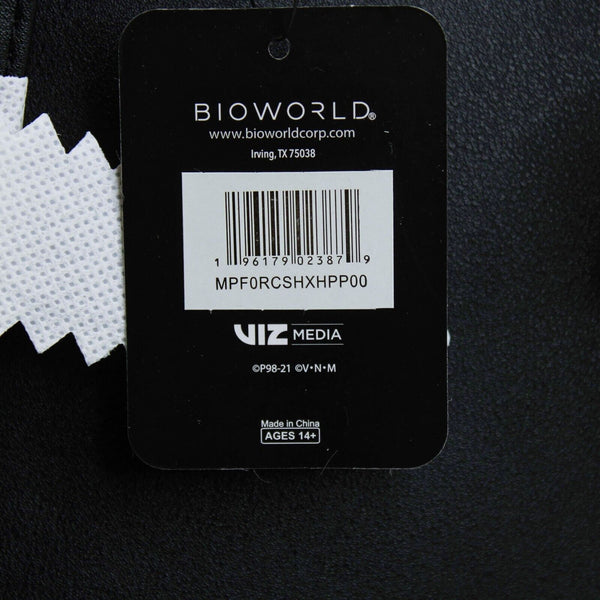 BIOWORLD®
www.bioworldcorp.com
Irving, TX 75038
1 96179 02387 9
MPF0RCSHXHPP00
VIZ MEDIA
©P98-21 ©V•N•M
Made in China
AGES 14+